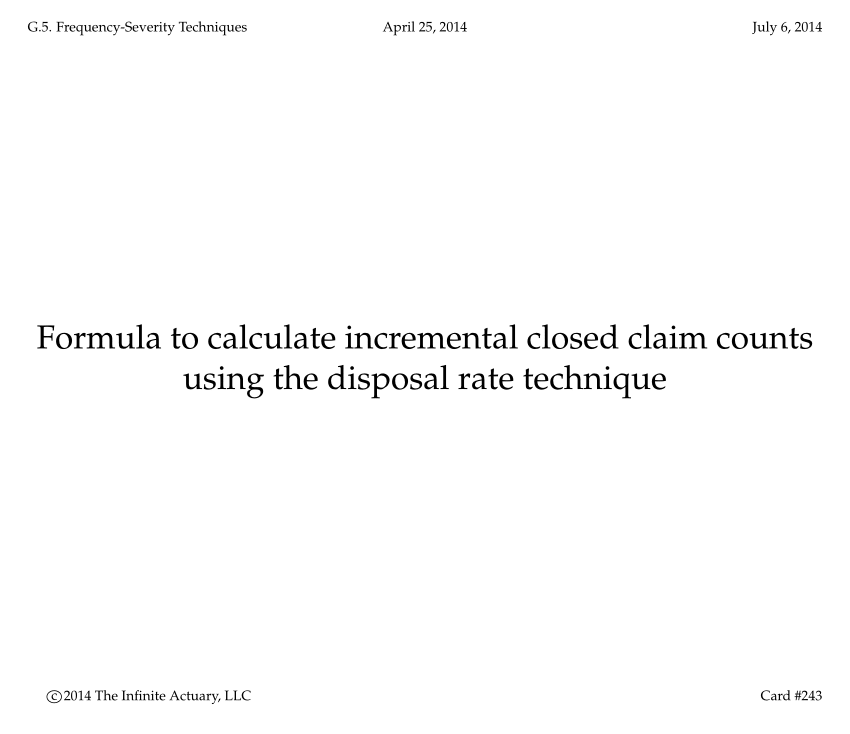 G.5. Frequency-Severity Techniques April 25, 2014 July 6, 2014
Formula to calculate incremental closed claim counts
using the disposal rate technique
©2014 The Infinite Actuary, LLC Card #243